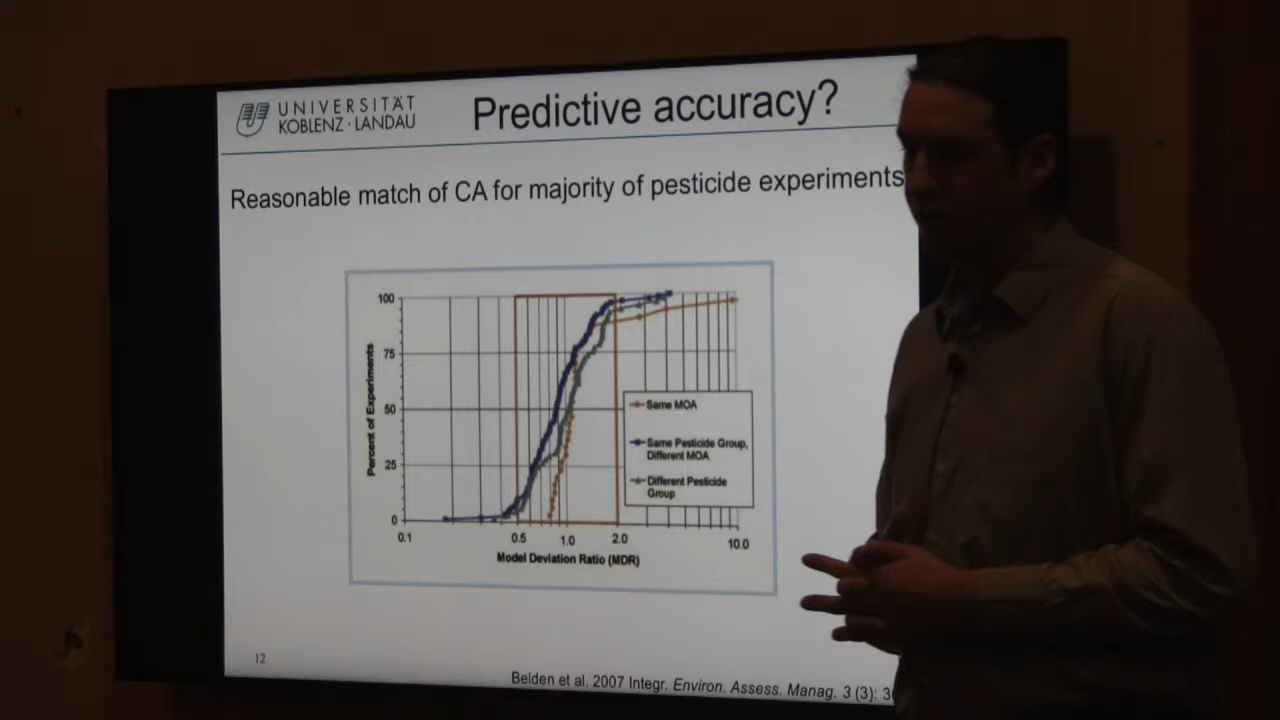 UNIVERSITÄT
KOBLENZ · LANDAU
Predictive accuracy?
Reasonable match of CA for majority of pesticide experiments
100
75
50
25
0
Percent of Experiments
0.1
0.5
1.0
2.0
10.0
Model Deviation Ratio (MDR)
Same MOA
Same Pesticide Group,
Different MOA
Different Pesticide
Group
12
Belden et al. 2007 Integr. Environ. Assess. Manag. 3 (3):